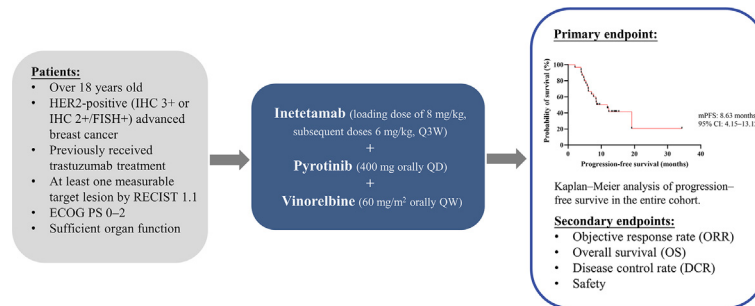 Patients:
• Over 18 years old
• HER2-positive (IHC 3+ or
IHC 2+/FISH+) advanced
breast cancer
• Previously received
trastuzumab treatment
• At least one measurable
target lesion by RECIST 1.1
• ECOG PS 0–2
• Sufficient organ function
Inetetamab (loading dose of 8 mg/kg,
subsequent doses 6 mg/kg, Q3W)
+
Pyrotinib (400 mg orally QD)
+
Vinorelbine (60 mg/m² orally QW)
Primary endpoint:
Probability of survival (%)
100
80
60
40
20
0
0 10 20 30 40
Progression-free survival (months)
mPFS: 8.63 months
95% CI: 4.15–13.1
Kaplan–Meier analysis of progression–
free survive in the entire cohort.
Secondary endpoints:
• Objective response rate (ORR)
• Overall survival (OS)
• Disease control rate (DCR)
• Safety